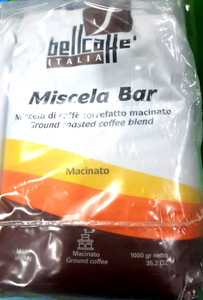 bellcaffè
ITALIA
Miscela Bar
Miscela di caffè torrefatto macinato
Ground roasted coffee blend
Macinato
Macinato
Ground coffee
1000 gr netto
35,2 OZ